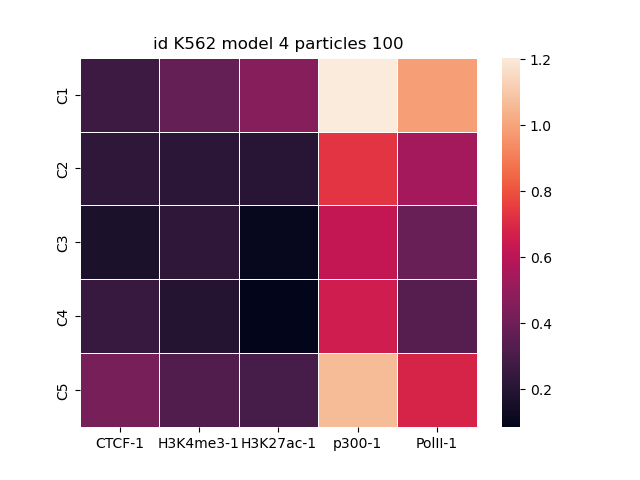 id K562 model 4 particles 100
C1
C2
C3
C4
C5
CTCF-1
H3K4me3-1
H3K27ac-1
p300-1
PolII-1
1.2
1.0
0.8
0.6
0.4
0.2